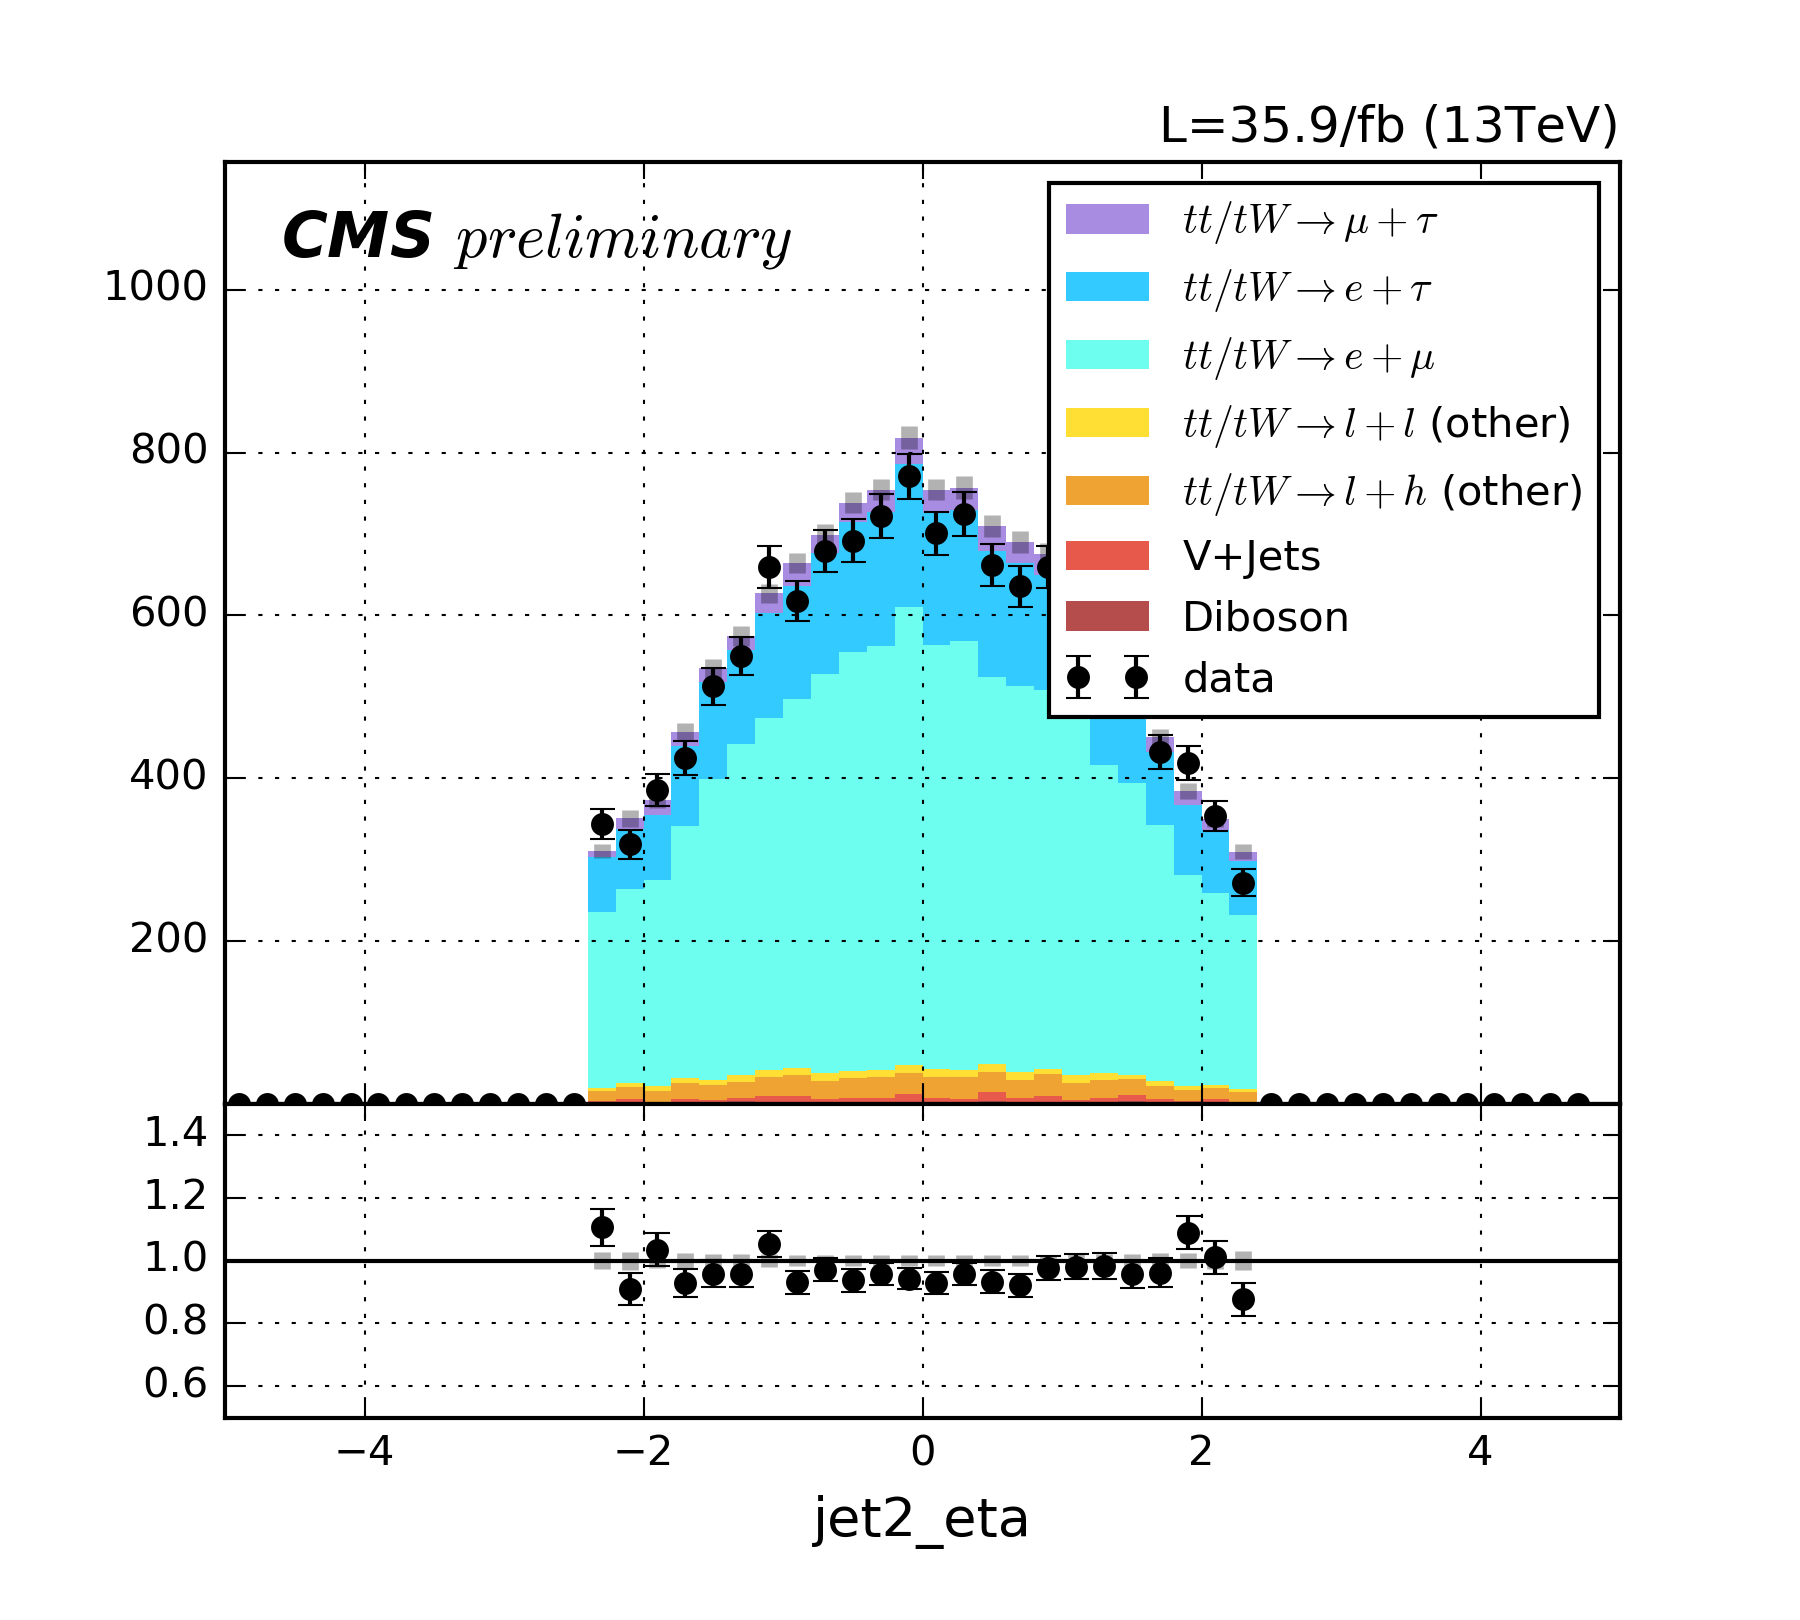 L=35.9/fb (13TeV)
CMS preliminary
tt/tW→μ+τ
tt/tW→e+τ
tt/tW→e+μ
tt/tW→l+l (other)
tt/tW→l+h (other)
V+Jets
Diboson
data
1000
800
600
400
200
1.4
1.2
1.0
0.8
0.6
−4 −2 0 2 4
jet2_eta